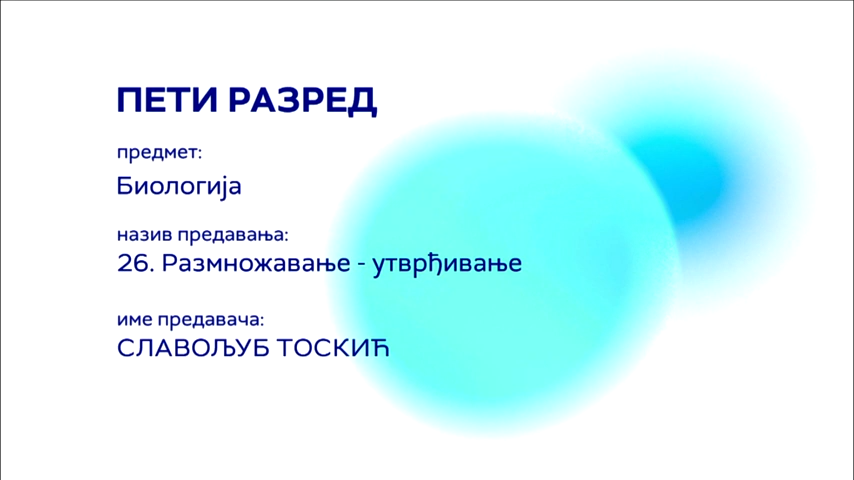 ПЕТИ РАЗРЕД
предмет:
Биологија
назив предавања:
26. Размножавање - утврђивање
име предавача:
СЛАВОЉУБ ТОСКИЋ